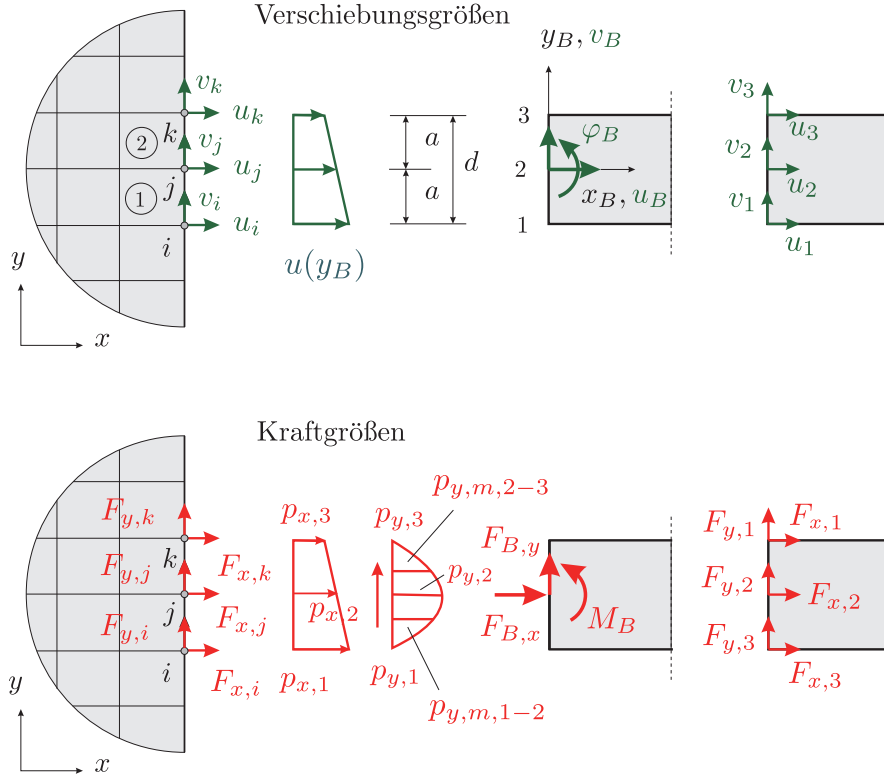 Verschiebungsgrößen
v_k
u_k
② k v_j
u_j
① j v_i
u_i
i
y
x
u(y_B)
a
a
d
y_B, v_B
3
2
1
φ_B
x_B, u_B
v_3
u_3
v_2
u_2
v_1
u_1
Kraftgrößen
F_{y,k}
k
F_{x,k}
F_{y,j}
j
F_{x,j}
F_{y,i}
i
F_{x,i}
y
x
p_{x,3}
p_{x,2}
p_{x,1}
p_{y,m,2−3}
p_{y,3}
p_{y,2}
p_{y,1}
p_{y,m,1−2}
F_{B,y}
F_{B,x}
M_B
F_{y,1}
F_{x,1}
F_{y,2}
F_{x,2}
F_{y,3}
F_{x,3}